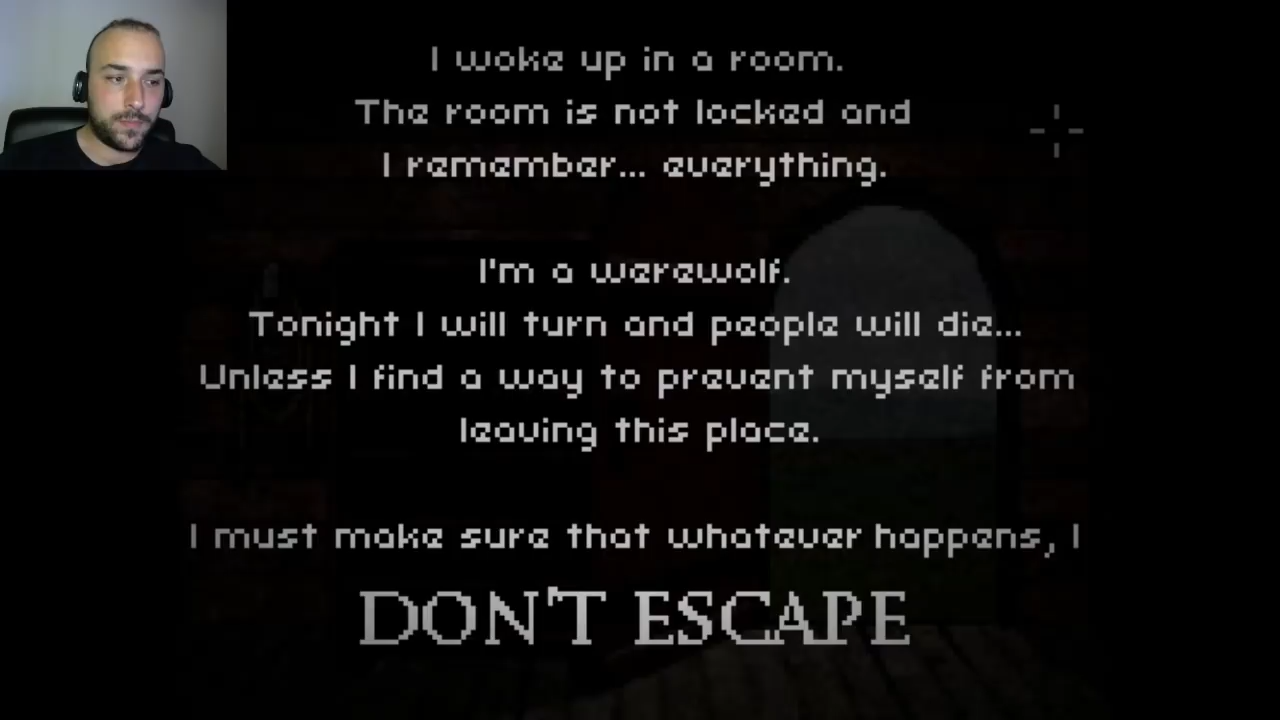 I woke up in a room.
The room is not locked and
I remember... everything.
I'm a werewolf.
Tonight I will turn and people will die...
Unless I find a way to prevent myself from
leaving this place.
I must make sure that whatever happens, I
DON'T ESCAPE